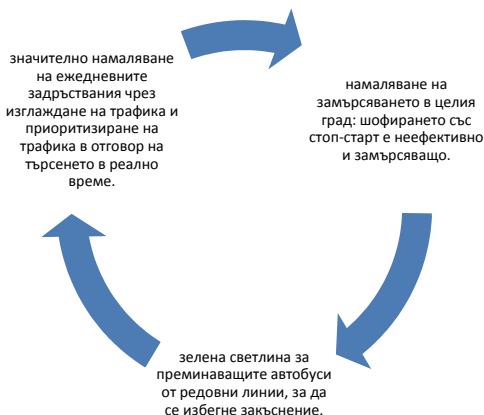 значително намаляване
на ежедневните
задръствания чрез
изглаждане на трафика и
приоритизиране на
трафика в отговор на
търсенето в реално
време.
намаляване на
замърсяването в целия
град: шофирането със
стоп-старт е неефективно
и замърсяващо.
зелена светлина за
преминаващите автобуси
от редовни линии, за да
се избегне закъснение.